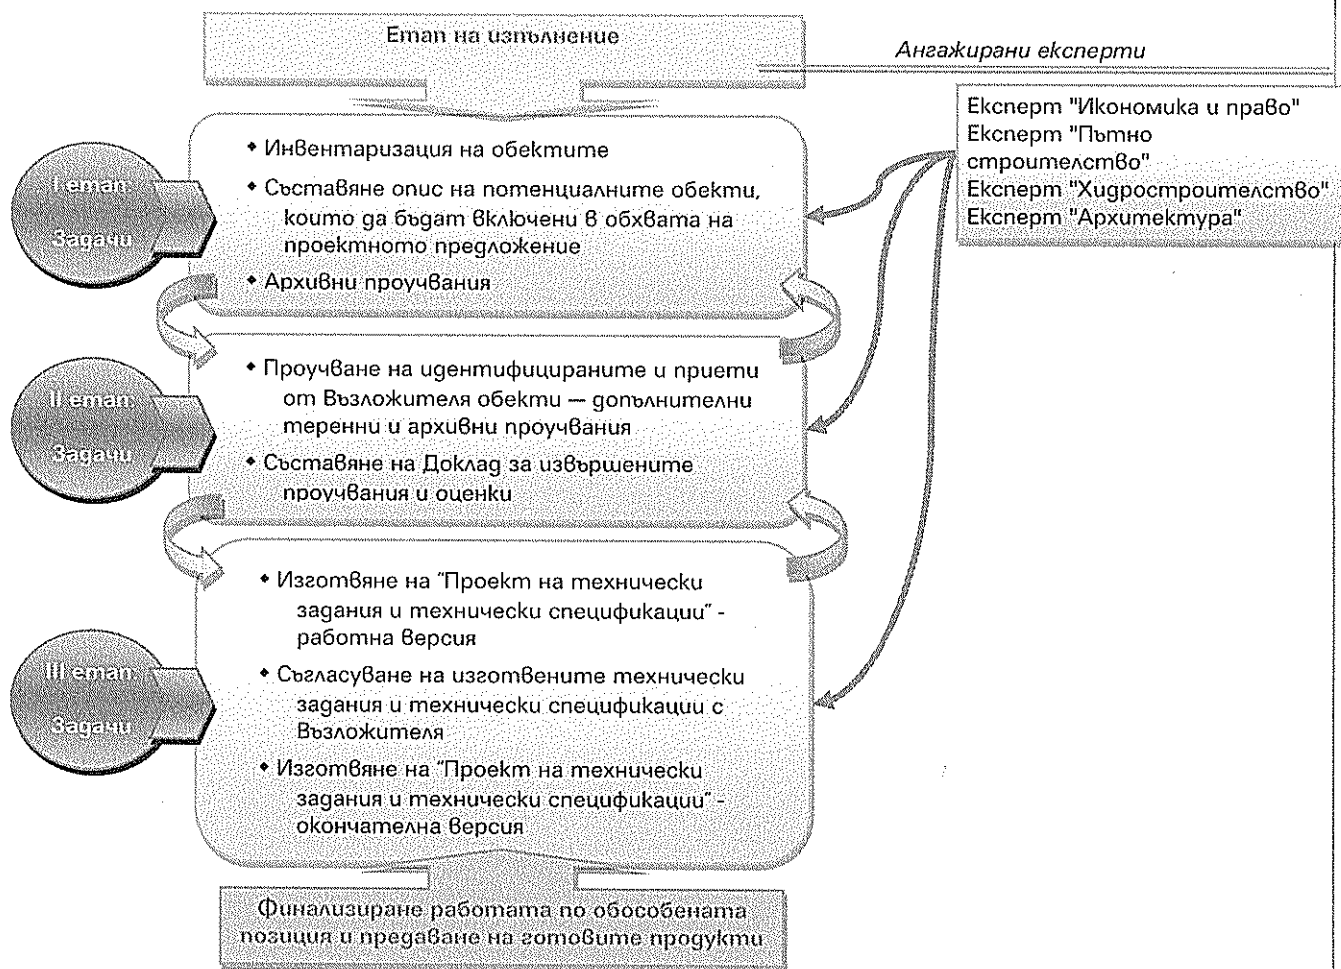 Етап на изпълнение
Ангажирани експерти
Експерт "Икономика и право"
Експерт "Пътно
строителство"
Експерт "Хидростроителство"
Експерт "Архитектура"
I етап:
Задачи
• Инвентаризация на обектите
• Съставяне опис на потенциалните обекти,
които да бъдат включени в обхвата на
проектното предложение
• Архивни проучвания
II етап:
Задачи
• Проучване на идентифицираните и приети
от Възложителя обекти — допълнителни
теренни и архивни проучвания
• Съставяне на Доклад за извършените
проучвания и оценки
III етап:
Задачи
• Изготвяне на "Проект на технически
задания и технически спецификации" -
работна версия
• Съгласуване на изготвените технически
задания и технически спецификации с
Възложителя
• Изготвяне на "Проект на технически
задания и технически спецификации" -
окончателна версия
Финализиране работата по обособената
позиция и предаване на готовите продукти